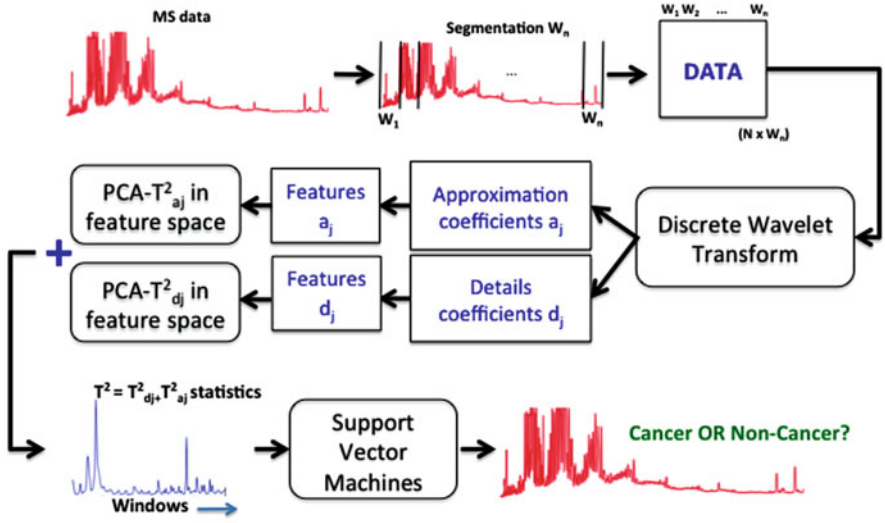 MS data
Segmentation Wn
W1 W2 ... Wn
...
W1
Wn
DATA
(N x Wn)
PCA-T²aj in
feature space
Features
aj
Approximation
coefficients aj
Discrete Wavelet
Transform
+
PCA-T²dj in
feature space
Features
dj
Details
coefficients dj
T² = T²dj+T²aj statistics
Windows
Support
Vector
Machines
Cancer OR Non-Cancer?